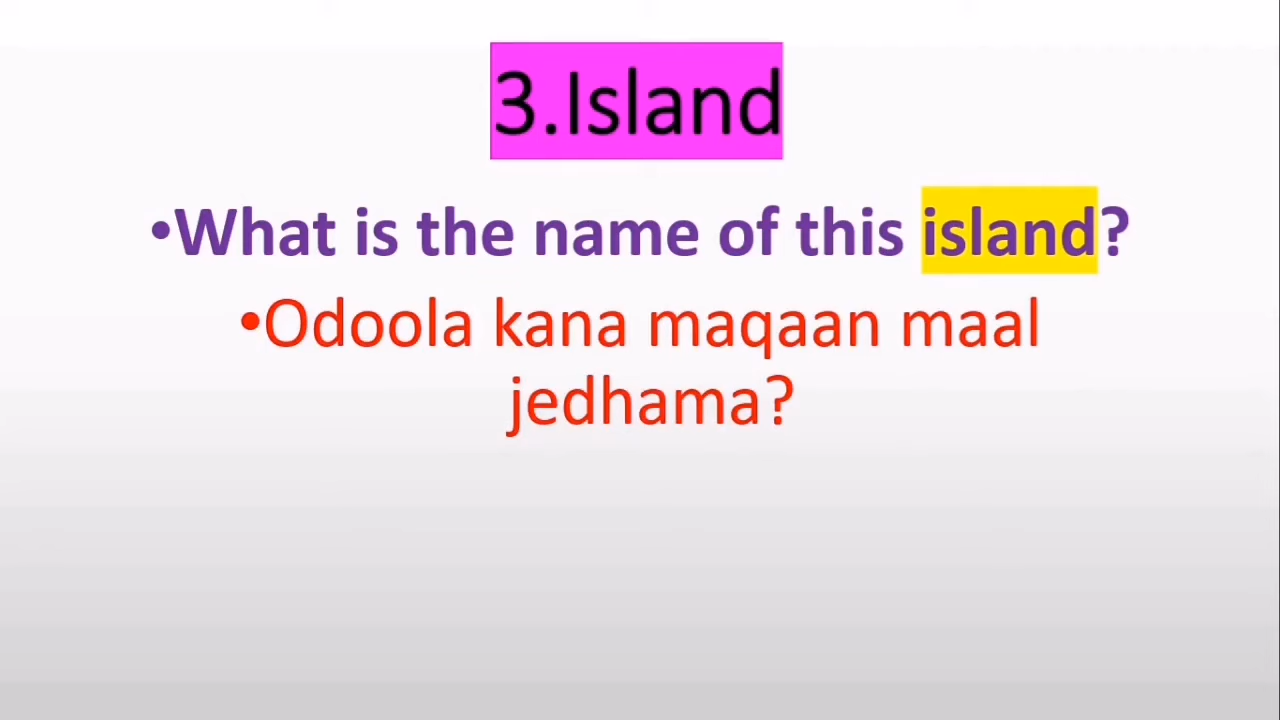 3.Island
•What is the name of this island?
•Odoola kana maqaan maal
jedhama?